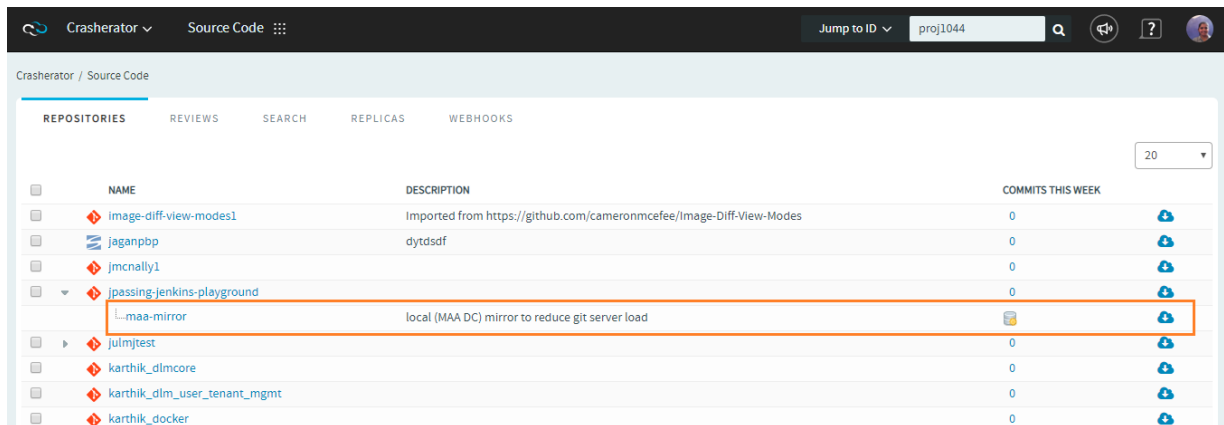 Crasherator Source Code Jump to ID proj1044 ?
Crasherator / Source Code
REPOSITORIES REVIEWS SEARCH REPLICAS WEBHOOKS
20
NAME DESCRIPTION COMMITS THIS WEEK
image-diff-view-modes1 Imported from https://github.com/cameronmcefee/Image-Diff-View-Modes 0
jaganpbp dytdsdf 0
jmcnally1 0
jpassing-jenkins-playground 0
maa-mirror local (MAA DC) mirror to reduce git server load
julmjtest 0
karthik_dlmcore 0
karthik_dlm_user_tenant_mgmt 0
karthik_docker 0